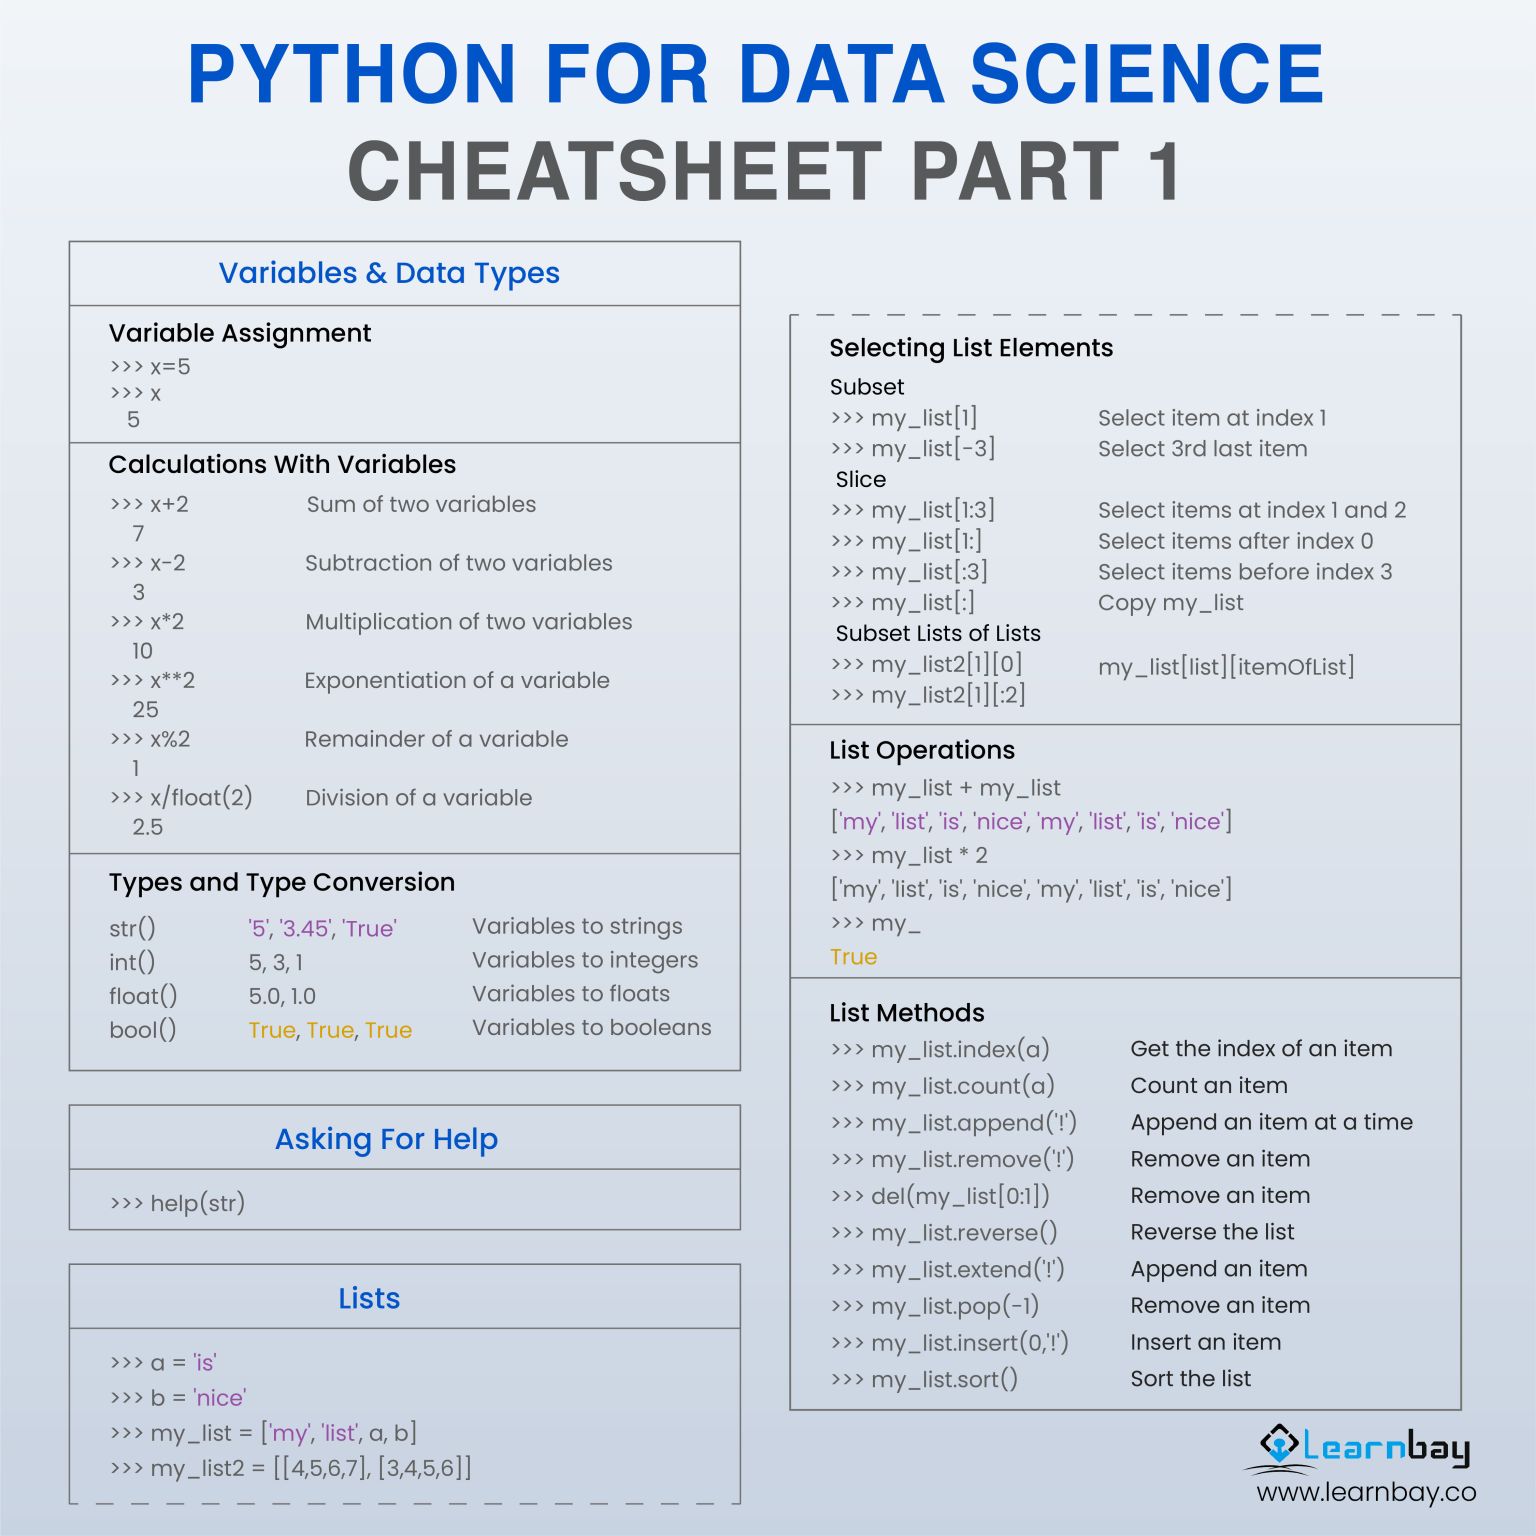 PYTHON FOR DATA SCIENCE
CHEATSHEET PART 1
Variables & Data Types
Variable Assignment
>>> x=5
>>> x
5
Calculations With Variables
>>> x+2 Sum of two variables
7
>>> x-2 Subtraction of two variables
3
>>> x*2 Multiplication of two variables
10
>>> x**2 Exponentiation of a variable
25
>>> x%2 Remainder of a variable
1
>>> x/float(2) Division of a variable
2.5
Types and Type Conversion
str() '5', '3.45', 'True' Variables to strings
int() 5, 3, 1 Variables to integers
float() 5.0, 1.0 Variables to floats
bool() True, True, True Variables to booleans
Asking For Help
>>> help(str)
Lists
>>> a = 'is'
>>> b = 'nice'
>>> my_list = ['my', 'list', a, b]
>>> my_list2 = [[4,5,6,7], [3,4,5,6]]
Selecting List Elements
Subset
>>> my_list[1] Select item at index 1
>>> my_list[-3] Select 3rd last item
Slice
>>> my_list[1:3] Select items at index 1 and 2
>>> my_list[1:] Select items after index 0
>>> my_list[:3] Select items before index 3
>>> my_list[:] Copy my_list
Subset Lists of Lists
>>> my_list2[1][0] my_list[list][itemOfList]
>>> my_list2[1][:2]
List Operations
>>> my_list + my_list
['my', 'list', 'is', 'nice', 'my', 'list', 'is', 'nice']
>>> my_list * 2
['my', 'list', 'is', 'nice', 'my', 'list', 'is', 'nice']
>>> my_
True
List Methods
>>> my_list.index(a) Get the index of an item
>>> my_list.count(a) Count an item
>>> my_list.append('!') Append an item at a time
>>> my_list.remove('!') Remove an item
>>> del(my_list[0:1]) Remove an item
>>> my_list.reverse() Reverse the list
>>> my_list.extend('!') Append an item
>>> my_list.pop(-1) Remove an item
>>> my_list.insert(0,'!') Insert an item
>>> my_list.sort() Sort the list
Learnbay
www.learnbay.co